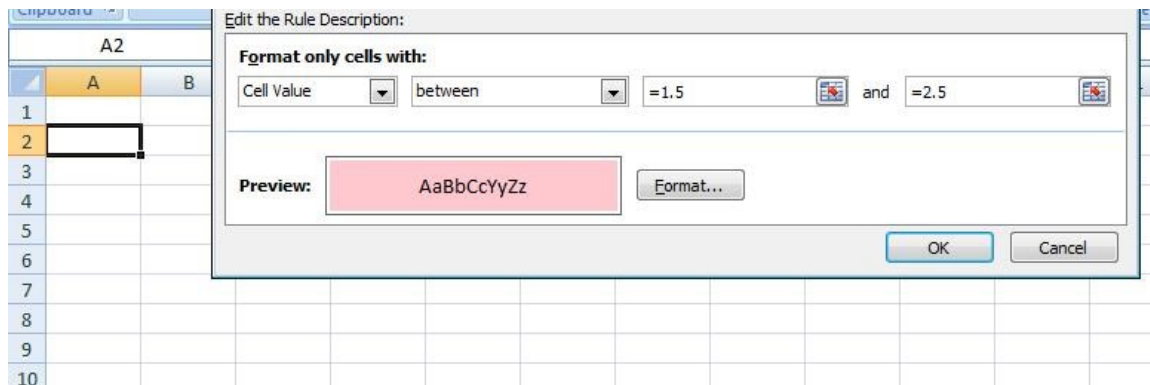 Clipboard
Edit the Rule Description:
A2
Format only cells with:
A B
Cell Value between =1.5 and =2.5
1
2
3
Preview: AaBbCcYyZz Format...
4
5
OK Cancel
6
7
8
9
10